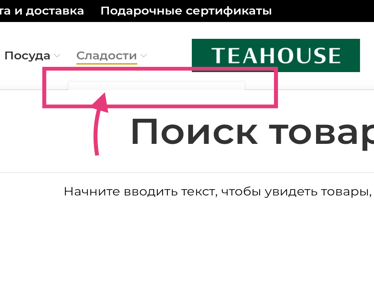 та и доставка Подарочные сертификаты
Посуда Сладости TEAHOUSE
Поиск товар
Начните вводить текст, чтобы увидеть товары,